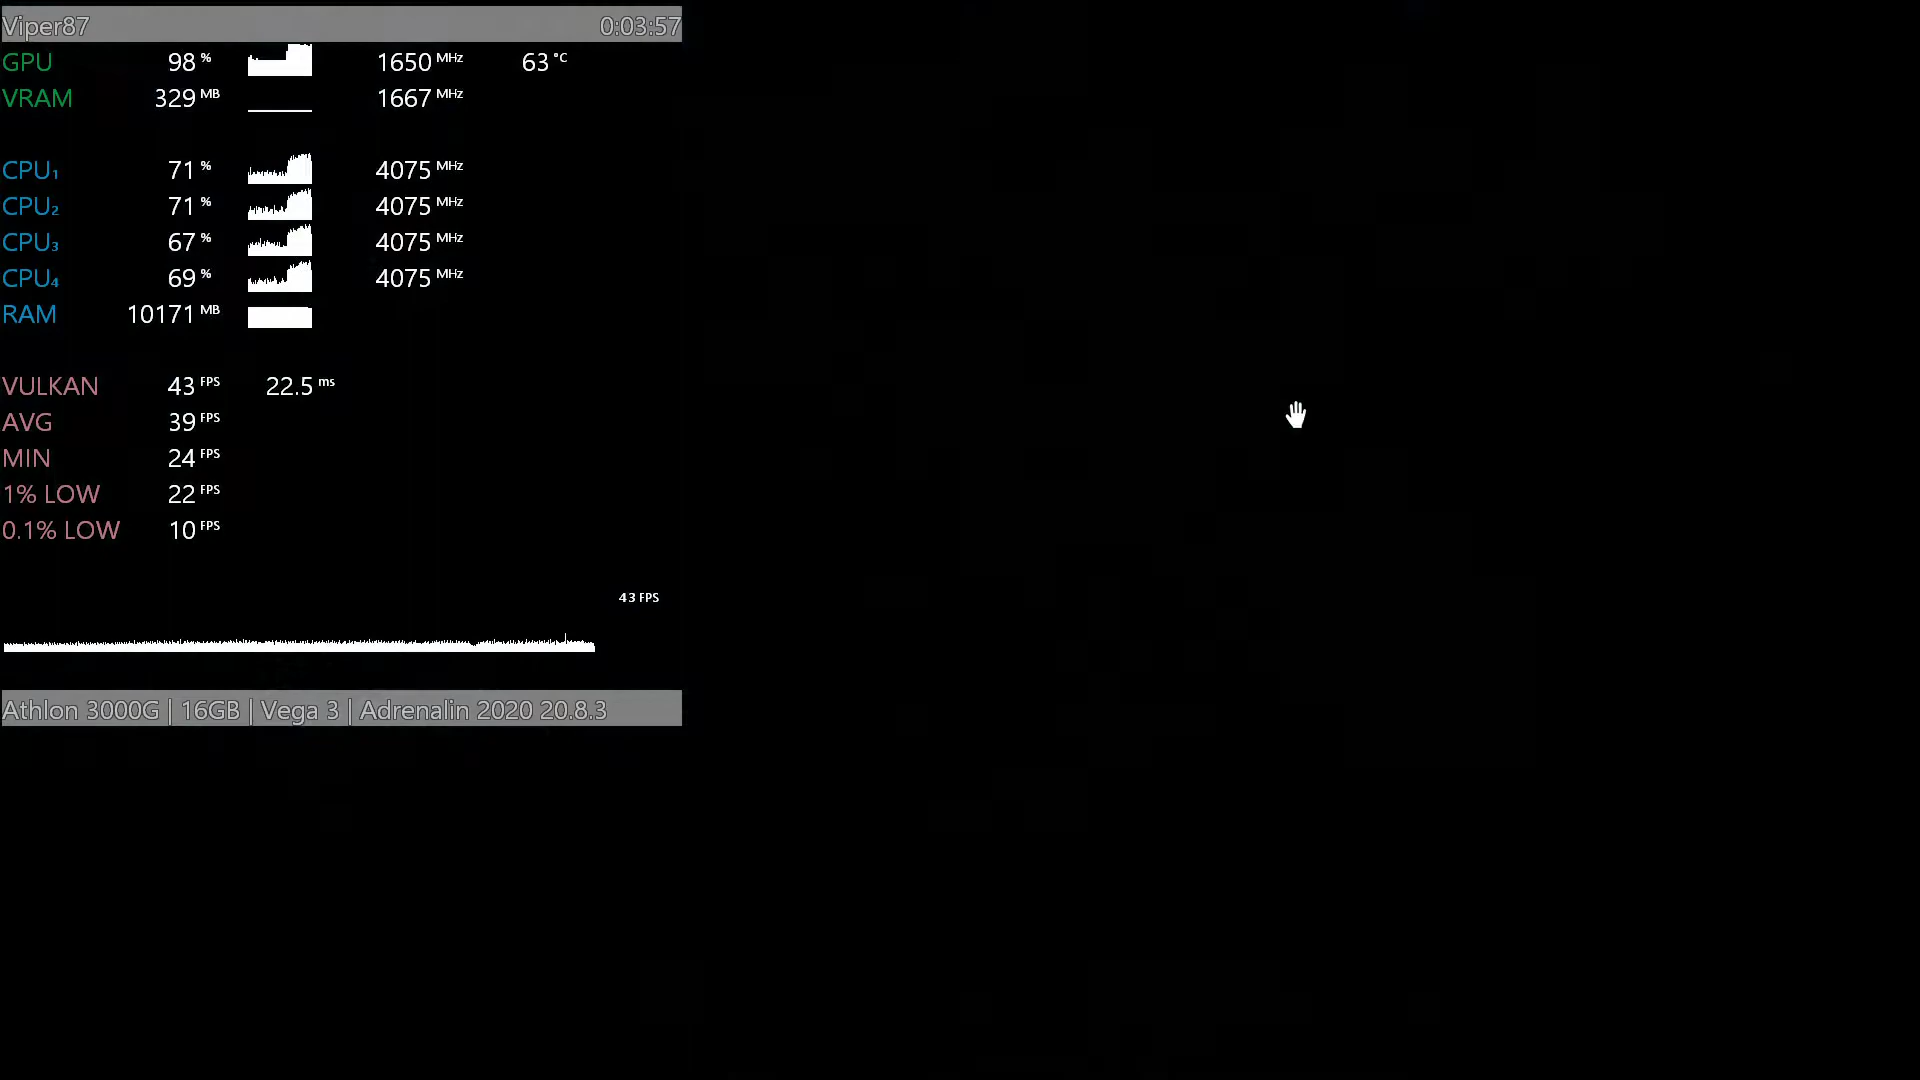 Viper87 0:03:57
GPU 98 % 1650 MHz 63 °C
VRAM 329 MB 1667 MHz
CPU₁ 71 % 4075 MHz
CPU₂ 71 % 4075 MHz
CPU₃ 67 % 4075 MHz
CPU₄ 69 % 4075 MHz
RAM 10171 MB
VULKAN 43 FPS 22.5 ms
AVG 39 FPS
MIN 24 FPS
1% LOW 22 FPS
0.1% LOW 10 FPS
43 FPS
Athlon 3000G | 16GB | Vega 3 | Adrenalin 2020 20.8.3